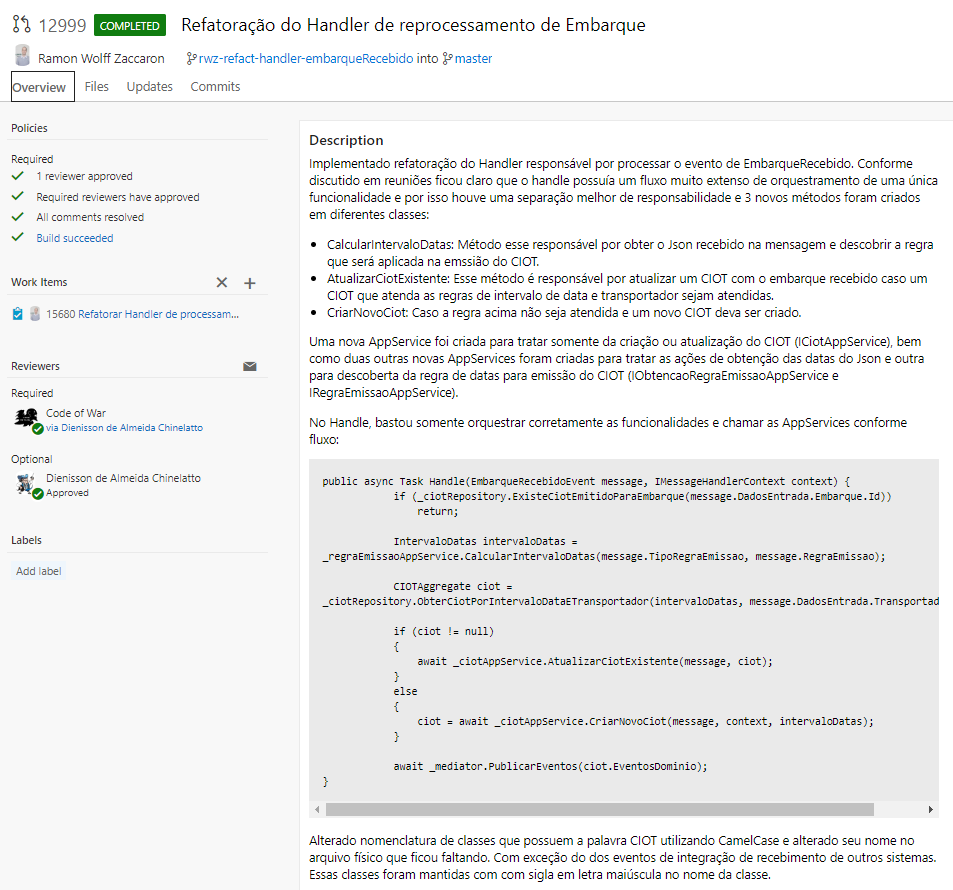 12999 COMPLETED Refatoração do Handler de reprocessamento de Embarque
Ramon Wolff Zaccaron rwz-refact-handler-embarqueRecebido into master
Overview Files Updates Commits
Policies
Required
1 reviewer approved
Required reviewers have approved
All comments resolved
Build succeeded
Work Items
15680 Refatorar Handler de processam...
Reviewers
Required
Code of War
via Dienisson de Almeida Chinelatto
Optional
Dienisson de Almeida Chinelatto
Approved
Labels
Add label
Description
Implementado refatoração do Handler responsável por processar o evento de EmbarqueRecebido. Conforme
discutido em reuniões ficou claro que o handle possuía um fluxo muito extenso de orquestramento de uma única
funcionalidade e por isso houve uma separação melhor de responsabilidade e 3 novos métodos foram criados
em diferentes classes:
• CalcularIntervaloDatas: Método esse responsável por obter o Json recebido na mensagem e descobrir a regra
que será aplicada na emssião do CIOT.
• AtualizarCiotExistente: Esse método é responsável por atualizar um CIOT com o embarque recebido caso um
CIOT que atenda as regras de intervalo de data e transportador sejam atendidas.
• CriarNovoCiot: Caso a regra acima não seja atendida e um novo CIOT deva ser criado.
Uma nova AppService foi criada para tratar somente da criação ou atualização do CIOT (ICiotAppService), bem
como duas outras novas AppServices foram criadas para tratar as ações de obtenção das datas do Json e outra
para descoberta da regra de datas para emissão do CIOT (IObtencaoRegraEmissaoAppService e
IRegraEmissaoAppService).
No Handle, bastou somente orquestrar corretamente as funcionalidades e chamar as AppServices conforme
fluxo:
public async Task Handle(EmbarqueRecebidoEvent message, IMessageHandlerContext context) {
if (_ciotRepository.ExisteCiotEmitidoParaEmbarque(message.DadosEntrada.Embarque.Id))
return;
IntervaloDatas intervaloDatas =
_regraEmissaoAppService.CalcularIntervaloDatas(message.TipoRegraEmissao, message.RegraEmissao);
CIOTAggregate ciot =
_ciotRepository.ObterCiotPorIntervaloDataETransportador(intervaloDatas, message.DadosEntrada.Transportad
if (ciot != null)
{
await _ciotAppService.AtualizarCiotExistente(message, ciot);
}
else
{
ciot = await _ciotAppService.CriarNovoCiot(message, context, intervaloDatas);
}
await _mediator.PublicarEventos(ciot.EventosDominio);
}
Alterado nomenclatura de classes que possuem a palavra CIOT utilizando CamelCase e alterado seu nome no
arquivo físico que ficou faltando. Com exceção do dos eventos de integração de recebimento de outros sistemas.
Essas classes foram mantidas com com sigla em letra maiúscula no nome da classe.